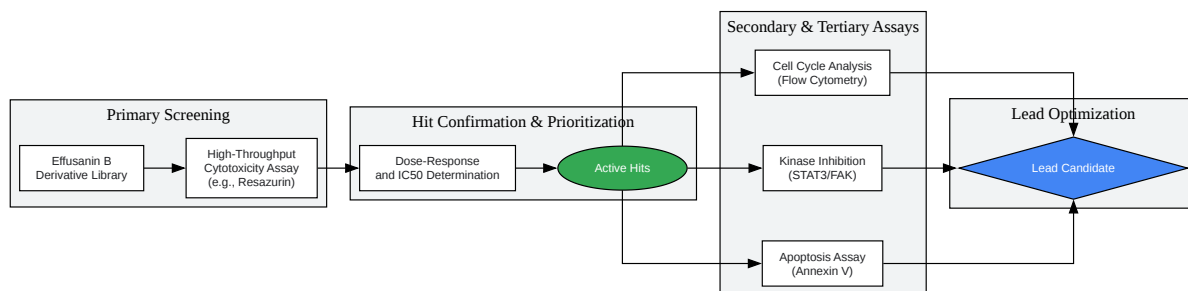 Primary Screening
Effusanin B
Derivative Library
High-Throughput
Cytotoxicity Assay
(e.g., Resazurin)
Hit Confirmation & Prioritization
Dose-Response
and IC50 Determination
Active Hits
Secondary & Tertiary Assays
Cell Cycle Analysis
(Flow Cytometry)
Kinase Inhibition
(STAT3/FAK)
Apoptosis Assay
(Annexin V)
Lead Optimization
Lead Candidate